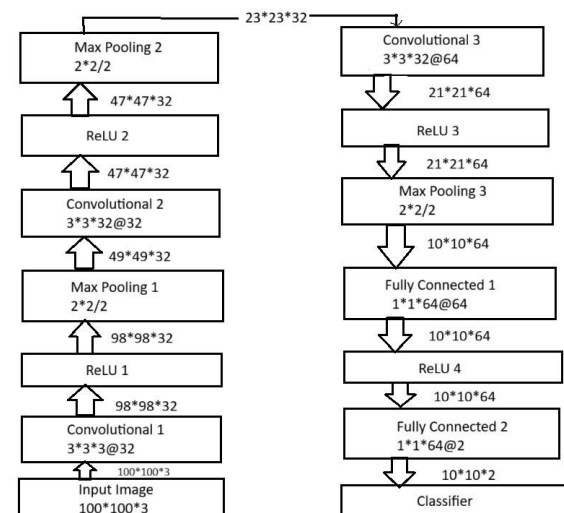 23*23*32
Max Pooling 2
2*2/2
47*47*32
ReLU 2
47*47*32
Convolutional 2
3*3*32@32
49*49*32
Max Pooling 1
2*2/2
98*98*32
ReLU 1
98*98*32
Convolutional 1
3*3*3@32
100*100*3
Input Image
100*100*3
Convolutional 3
3*3*32@64
21*21*64
ReLU 3
21*21*64
Max Pooling 3
2*2/2
10*10*64
Fully Connected 1
1*1*64@64
10*10*64
ReLU 4
10*10*64
Fully Connected 2
1*1*64@2
10*10*2
Classifier